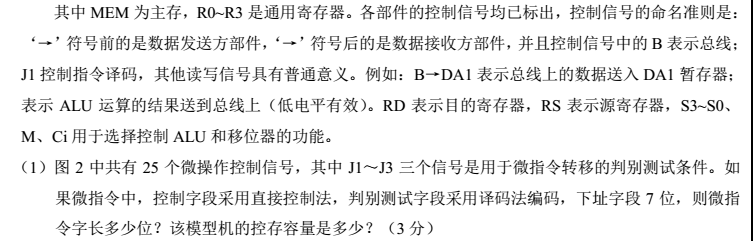 其中 MEM 为主存，R0~R3 是通用寄存器。各部件的控制信号均已标出，控制信号的命名准则是：
‘→’符号前的是数据发送方部件，‘→’符号后的是数据接收方部件，并且控制信号中的 B 表示总线；
J1 控制指令译码，其他读写信号具有普通意义。例如：B→DA1 表示总线上的数据送入 DA1 暂存器；
表示 ALU 运算的结果送到总线上（低电平有效）。RD 表示目的寄存器，RS 表示源寄存器，S3~S0、
M、Ci 用于选择控制 ALU 和移位器的功能。
（1）图 2 中共有 25 个微操作控制信号，其中 J1～J3 三个信号是用于微指令转移的判别测试条件。如
果微指令中，控制字段采用直接控制法，判别测试字段采用译码法编码，下址字段 7 位，则微指
令字长多少位？该模型机的控存容量是多少？（3 分）